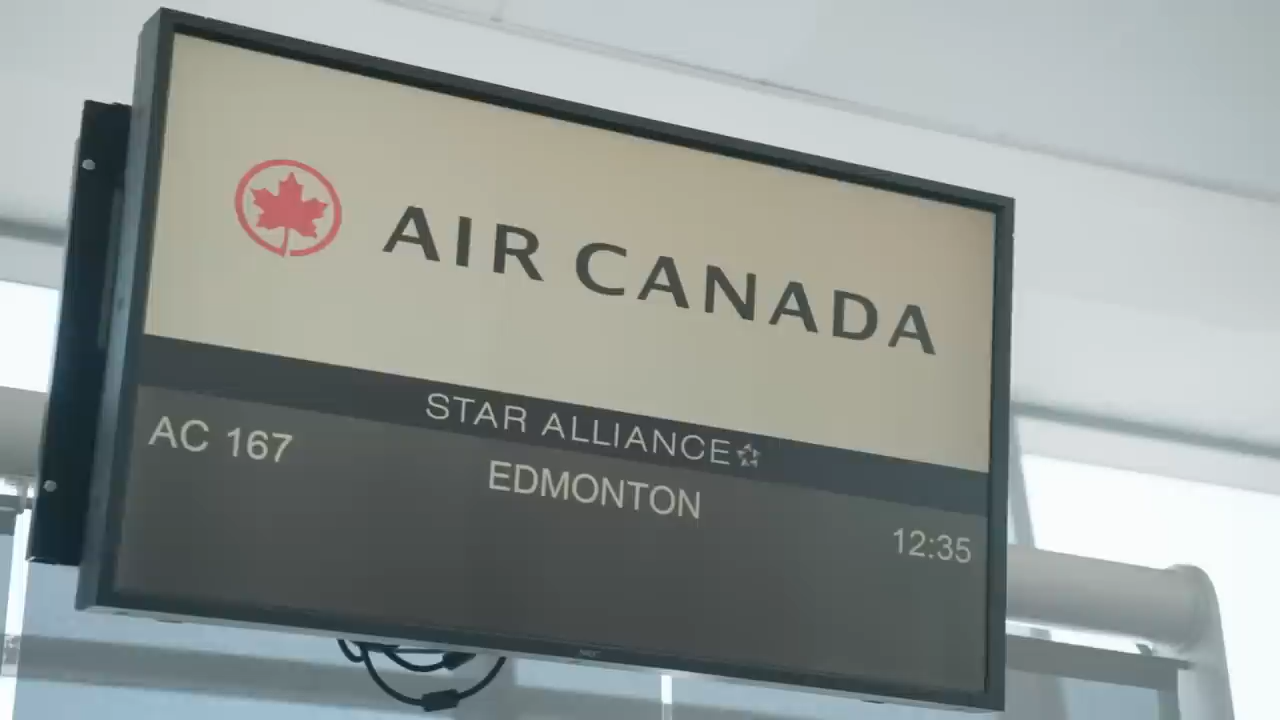 AIR CANADA
STAR ALLIANCE
AC 167
EDMONTON
12:35